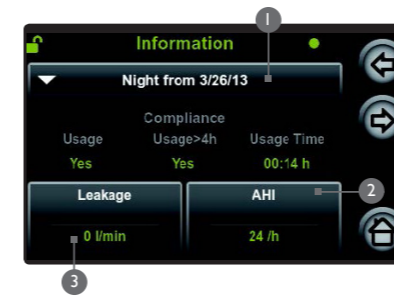 1
Information
Night from 3/26/13
Compliance
Usage Usage>4h Usage Time
Yes Yes 00:14 h
Leakage AHI
2
0 l/min 24 /h
3